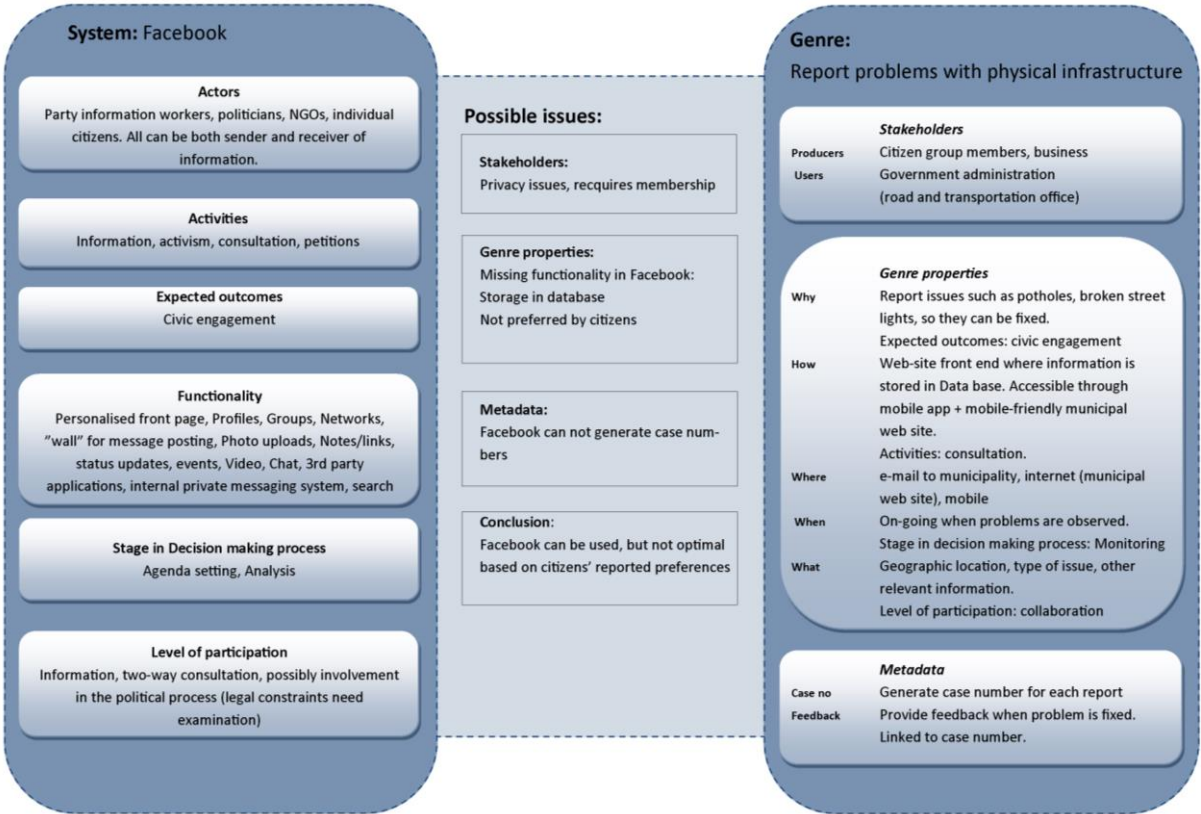 System: Facebook
Actors
Party information workers, politicians, NGOs, individual
citizens. All can be both sender and receiver of
information.
Activities
Information, activism, consultation, petitions
Expected outcomes
Civic engagement
Functionality
Personalised front page, Profiles, Groups, Networks,
”wall” for message posting, Photo uploads, Notes/links,
status updates, events, Video, Chat, 3rd party
applications, internal private messaging system, search
Stage in Decision making process
Agenda setting, Analysis
Level of participation
Information, two-way consultation, possibly involvement
in the political process (legal constraints need
examination)
Possible issues:
Stakeholders:
Privacy issues, recquires membership
Genre properties:
Missing functionality in Facebook:
Storage in database
Not preferred by citizens
Metadata:
Facebook can not generate case num-
bers
Conclusion:
Facebook can be used, but not optimal
based on citizens’ reported preferences
Genre:
Report problems with physical infrastructure
Stakeholders
Producers Citizen group members, business
Users Government administration
(road and transportation office)
Genre properties
Why Report issues such as potholes, broken street
lights, so they can be fixed.
Expected outcomes: civic engagement
How Web-site front end where information is
stored in Data base. Accessible through
mobile app + mobile-friendly municipal
web site.
Activities: consultation.
Where e-mail to municipality, internet (municipal
web site), mobile
When On-going when problems are observed.
Stage in decision making process: Monitoring
What Geographic location, type of issue, other
relevant information.
Level of participation: collaboration
Metadata
Case no Generate case number for each report
Feedback Provide feedback when problem is fixed.
Linked to case number.